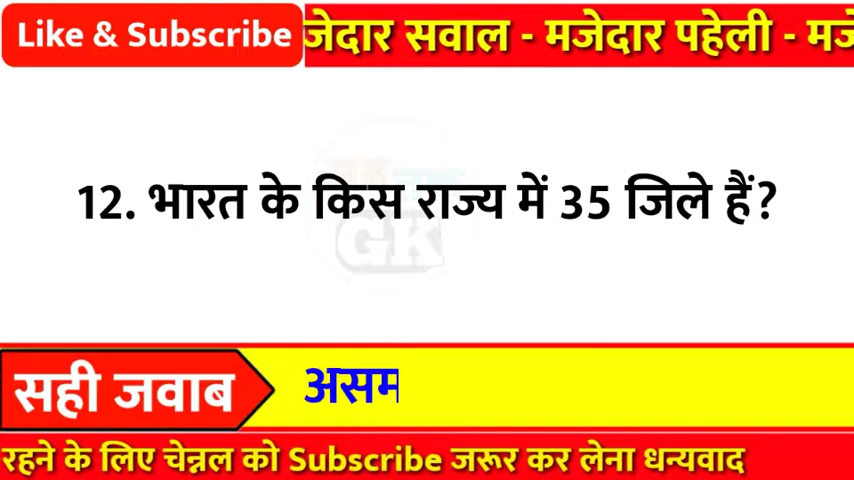 Like & Subscribe जेदार सवाल - मजेदार पहेली - मजे
12. भारत के किस राज्य में 35 जिले हैं?
GK
सही जवाब असम
रहने के लिए चेन्नल को Subscribe जरूर कर लेना धन्यवाद